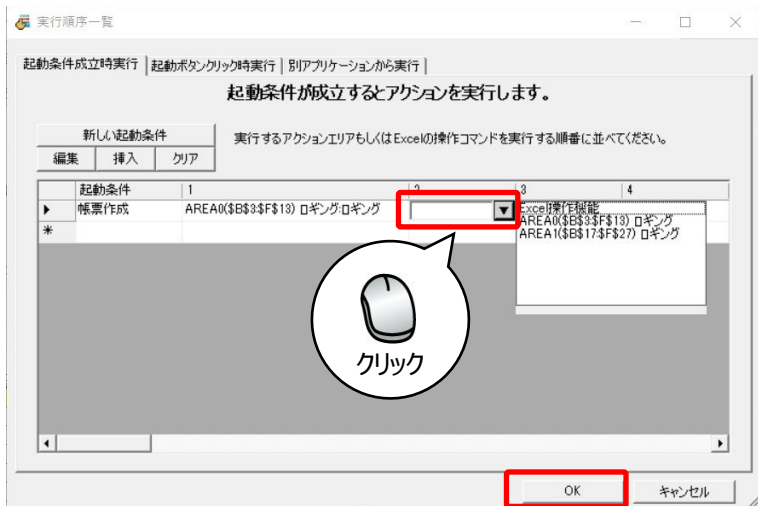 実行順序一覧
起動条件成立時実行 起動ボタンクリック時実行 別アプリケーションから実行
起動条件が成立するとアクションを実行します。
新しい起動条件
実行するアクションエリアもしくはExcelの操作コマンドを実行する順番に並べてください。
編集 挿入 クリア
起動条件 1 2 3 4
帳票作成 AREA0($B$3:$F$13) ロギング:ロギング
Excel操作機能
AREA0($B$3:$F$13) ロギング
AREA1($B$17:$F$27) ロギング
*
クリック
OK キャンセル